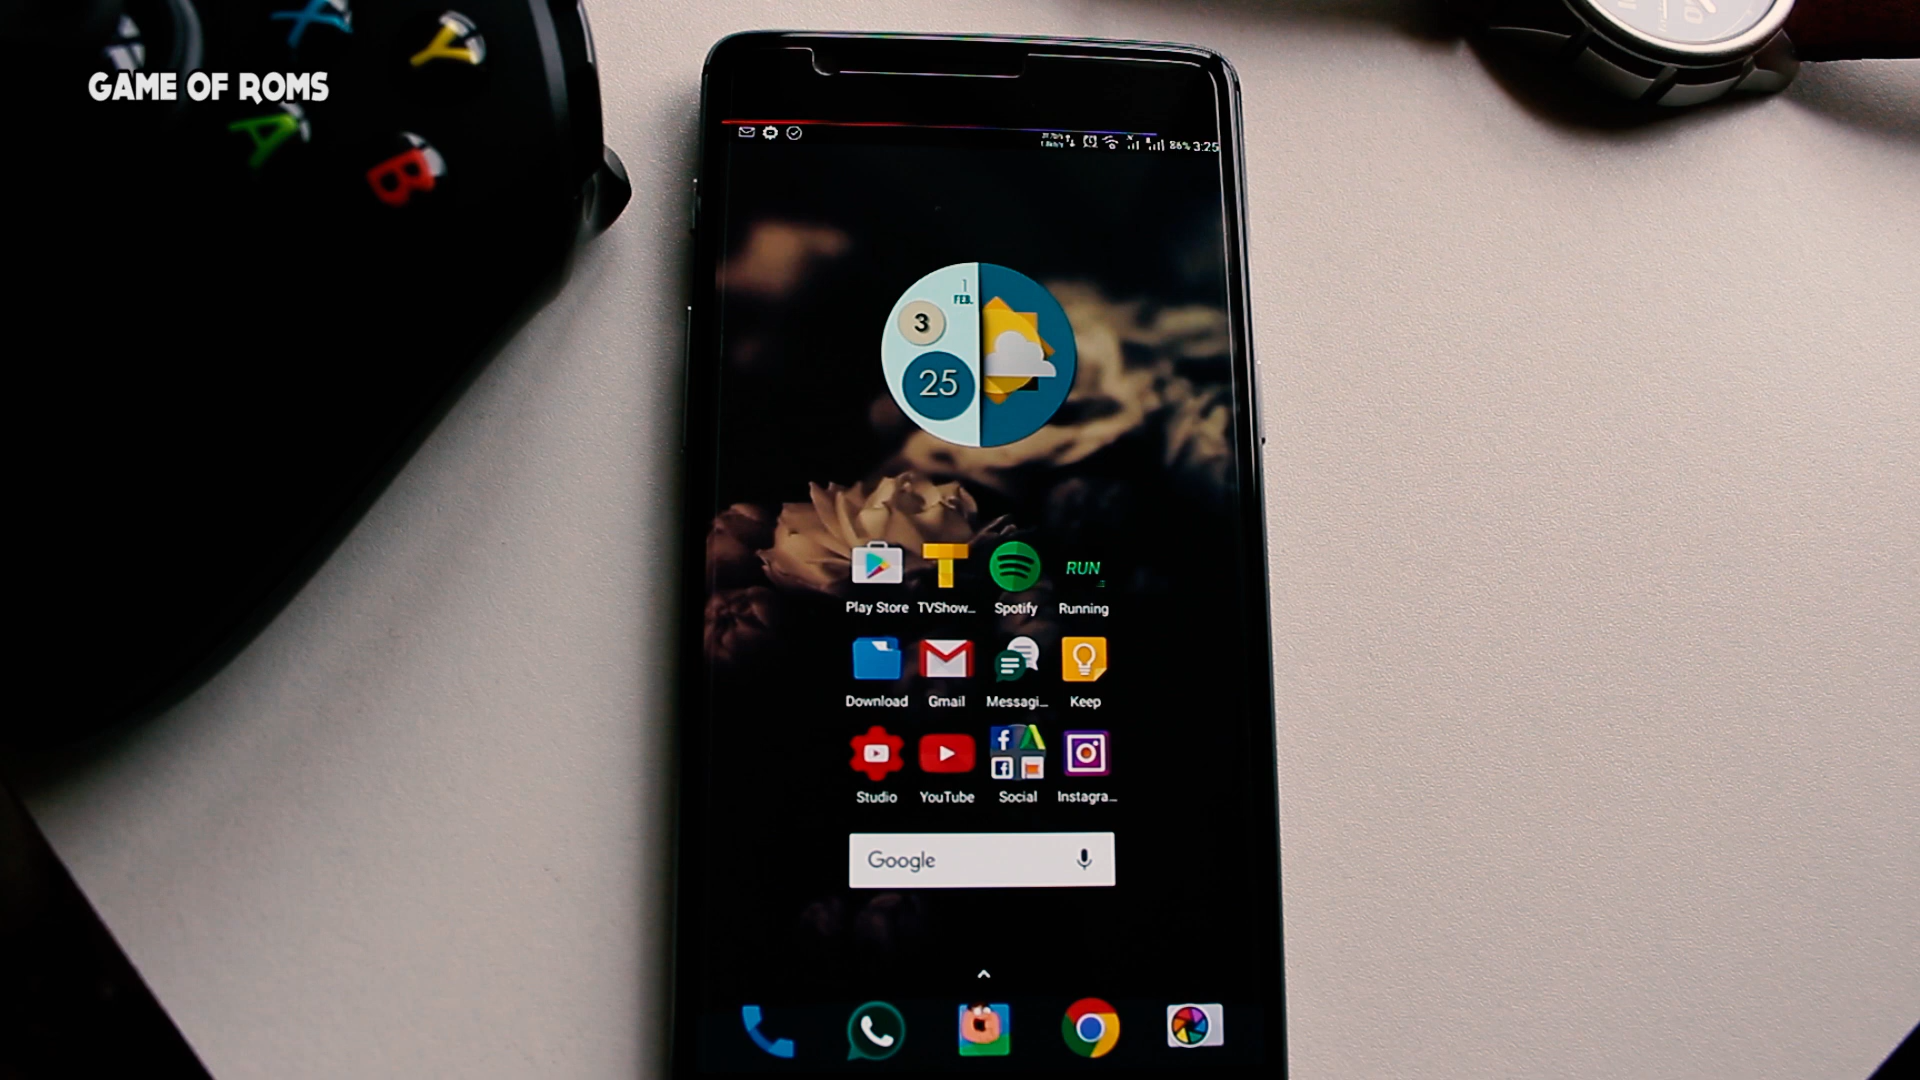 GAME OF ROMS
X
Y
A
B
86% 3:25
1
FEB.
3
25
Play Store
TVShow...
Spotify
RUN
Running
Download
Gmail
Messagi...
Keep
Studio
YouTube
Social
Instagra...
Google